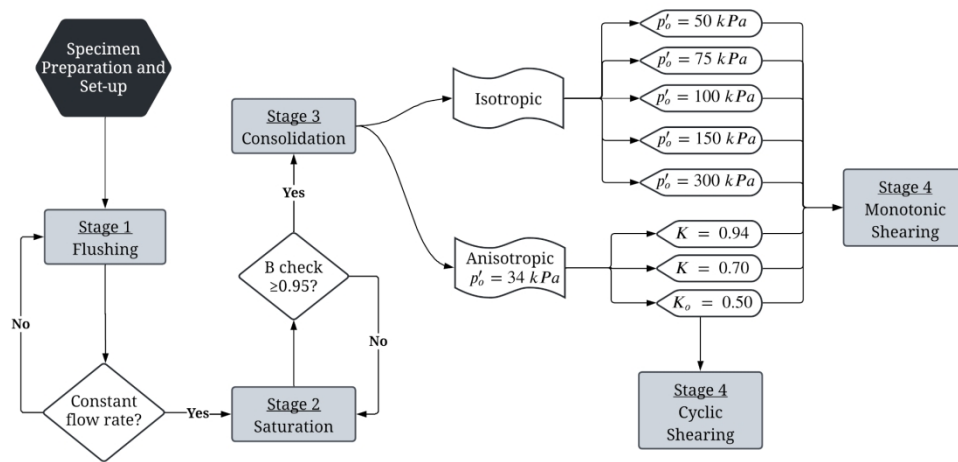 Specimen
Preparation and
Set-up
Stage 1
Flushing
No
Constant
flow rate?
Yes
Stage 2
Saturation
B check
≥0.95?
No
Yes
Stage 3
Consolidation
Isotropic
p′ₒ = 50 kPa
p′ₒ = 75 kPa
p′ₒ = 100 kPa
p′ₒ = 150 kPa
p′ₒ = 300 kPa
Anisotropic
p′ₒ = 34 kPa
K = 0.94
K = 0.70
Kₒ = 0.50
Stage 4
Monotonic
Shearing
Stage 4
Cyclic
Shearing